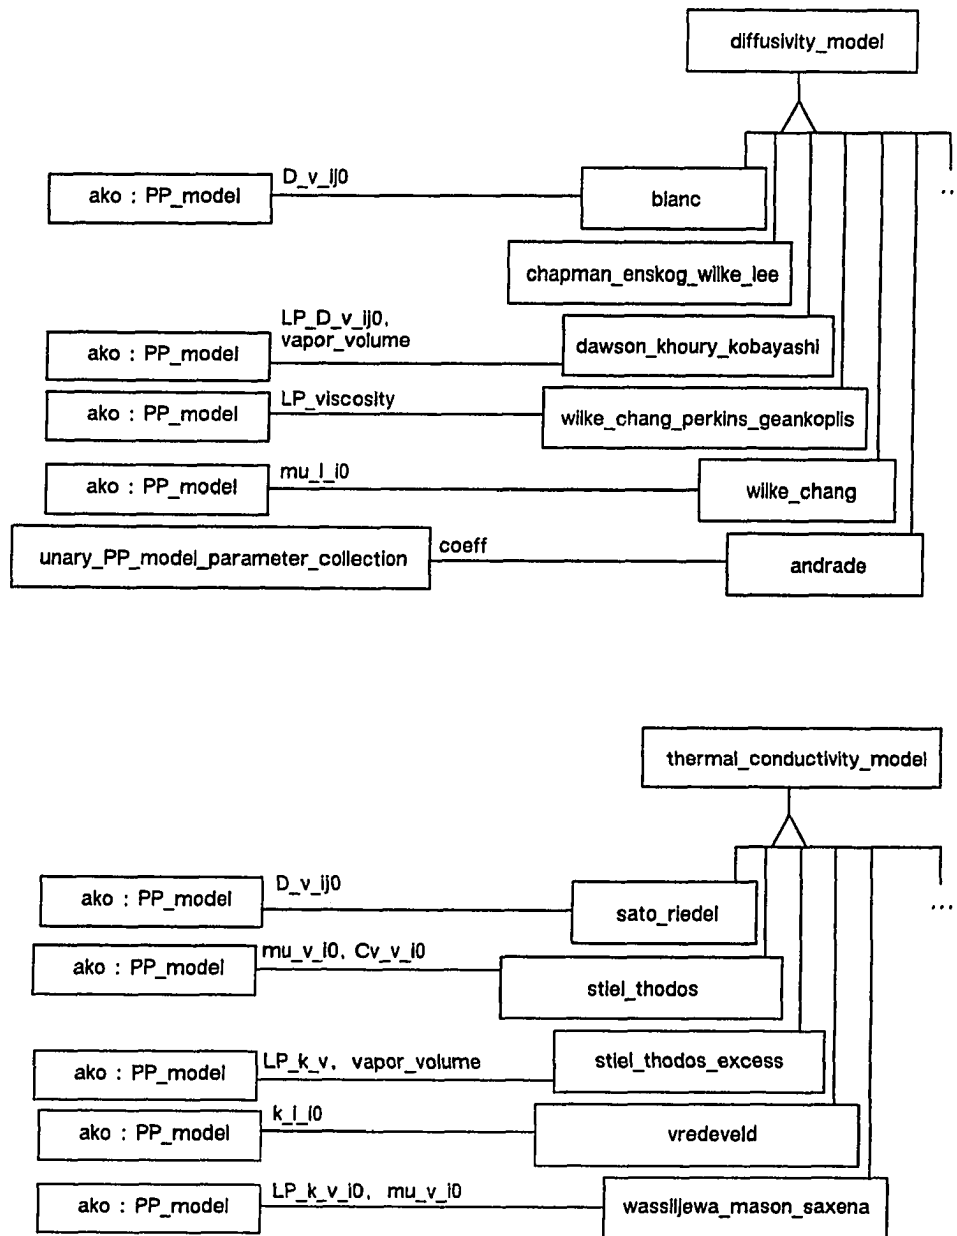 diffusivity_model
..
D_v_ij0
ako : PP_model
blanc
chapman_enskog_wilke_lee
LP_D_v_ij0,
vapor_volume
ako : PP_model
dawson_khoury_kobayashi
LP_viscosity
ako : PP_model
wilke_chang_perkins_geankoplis
mu_l_i0
ako : PP_model
wilke_chang
coeff
unary_PP_model_parameter_collection
andrade
thermal_conductivity_model
...
D_v_ij0
ako : PP_model
sato_riedel
mu_v_i0, Cv_v_i0
ako : PP_model
stiel_thodos
LP_k_v, vapor_volume
ako : PP_model
stiel_thodos_excess
k_l_i0
ako : PP_model
vredeveld
LP_k_v_i0, mu_v_i0
ako : PP_model
wassiljewa_mason_saxena